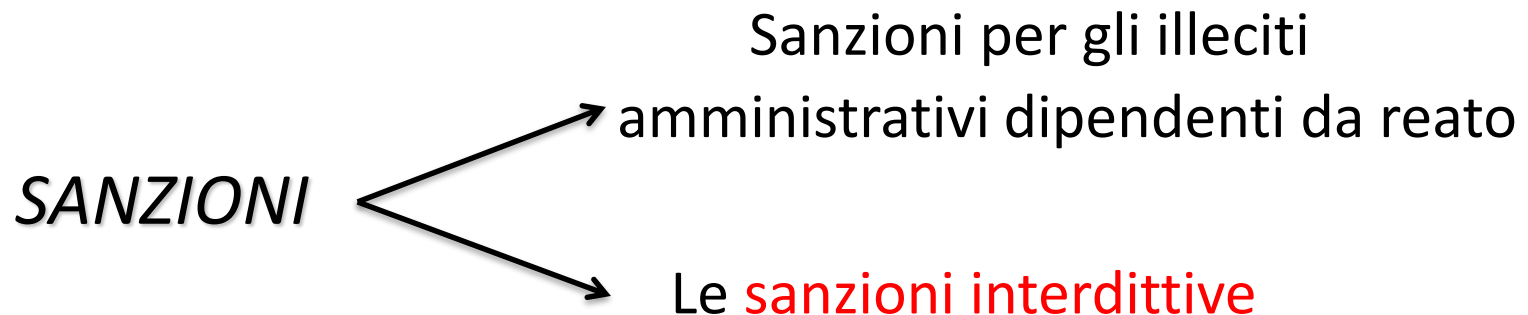 Sanzioni per gli illeciti
amministrativi dipendenti da reato
SANZIONI
Le sanzioni interdittive